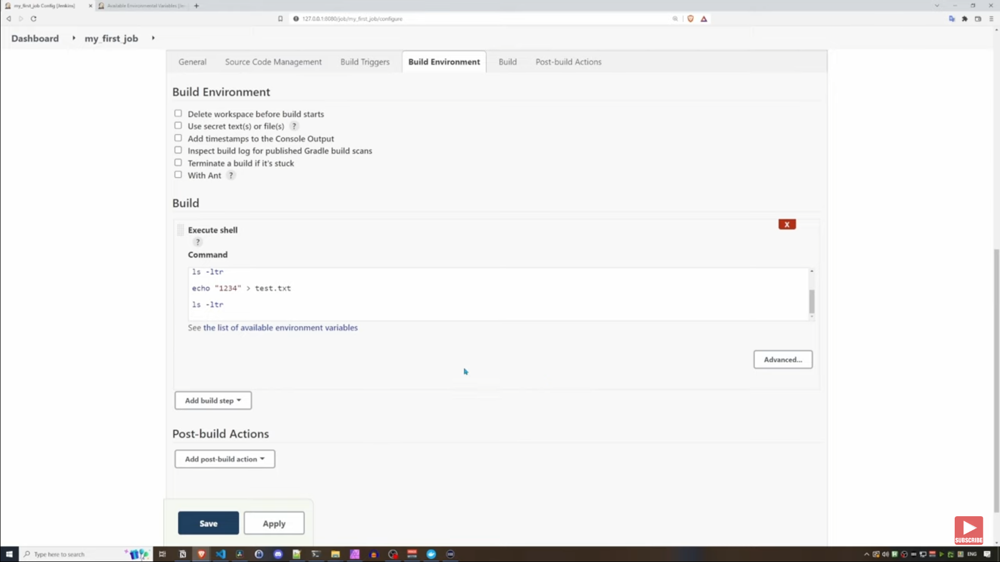 my_first_job Config [Jenkins]
Available Environmental Variables [Je
127.0.0.1:8080/job/my_first_job/configure
Dashboard
my_first_job
General
Source Code Management
Build Triggers
Build Environment
Build
Post-build Actions
Build Environment
Delete workspace before build starts
Use secret text(s) or file(s) ?
Add timestamps to the Console Output
Inspect build log for published Gradle build scans
Terminate a build if it's stuck
With Ant ?
Build
X
Execute shell
?
Command
ls -ltr
echo "1234" > test.txt
ls -ltr
See the list of available environment variables
Advanced...
Add build step
Post-build Actions
Add post-build action
Save
Apply
SUBSCRIBE
Type here to search
ENG